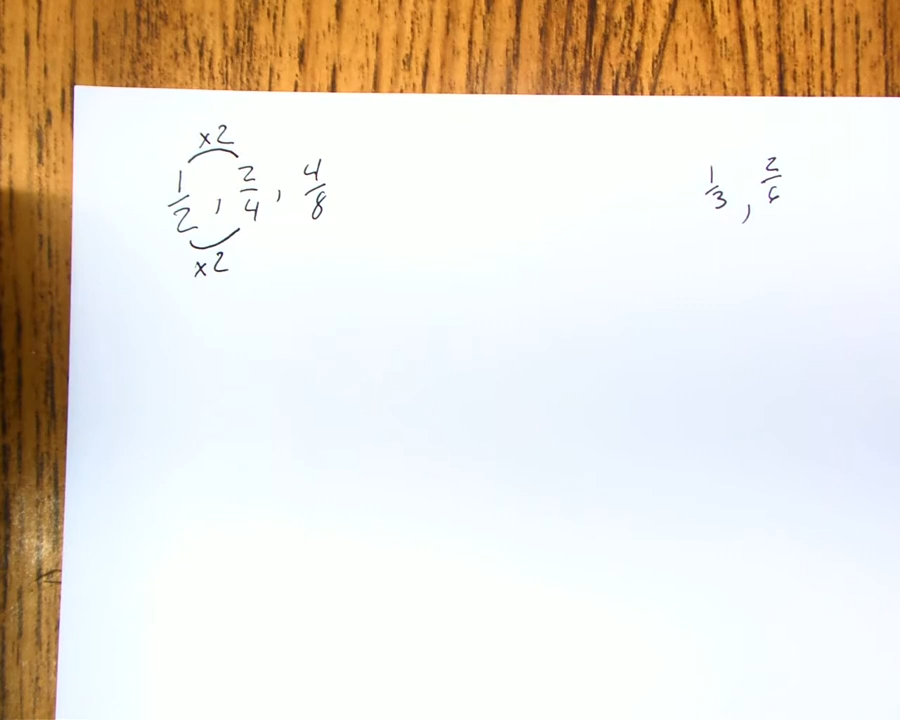 x2
1/2 , 2/4 , 4/8
x2
1/3 , 2/6